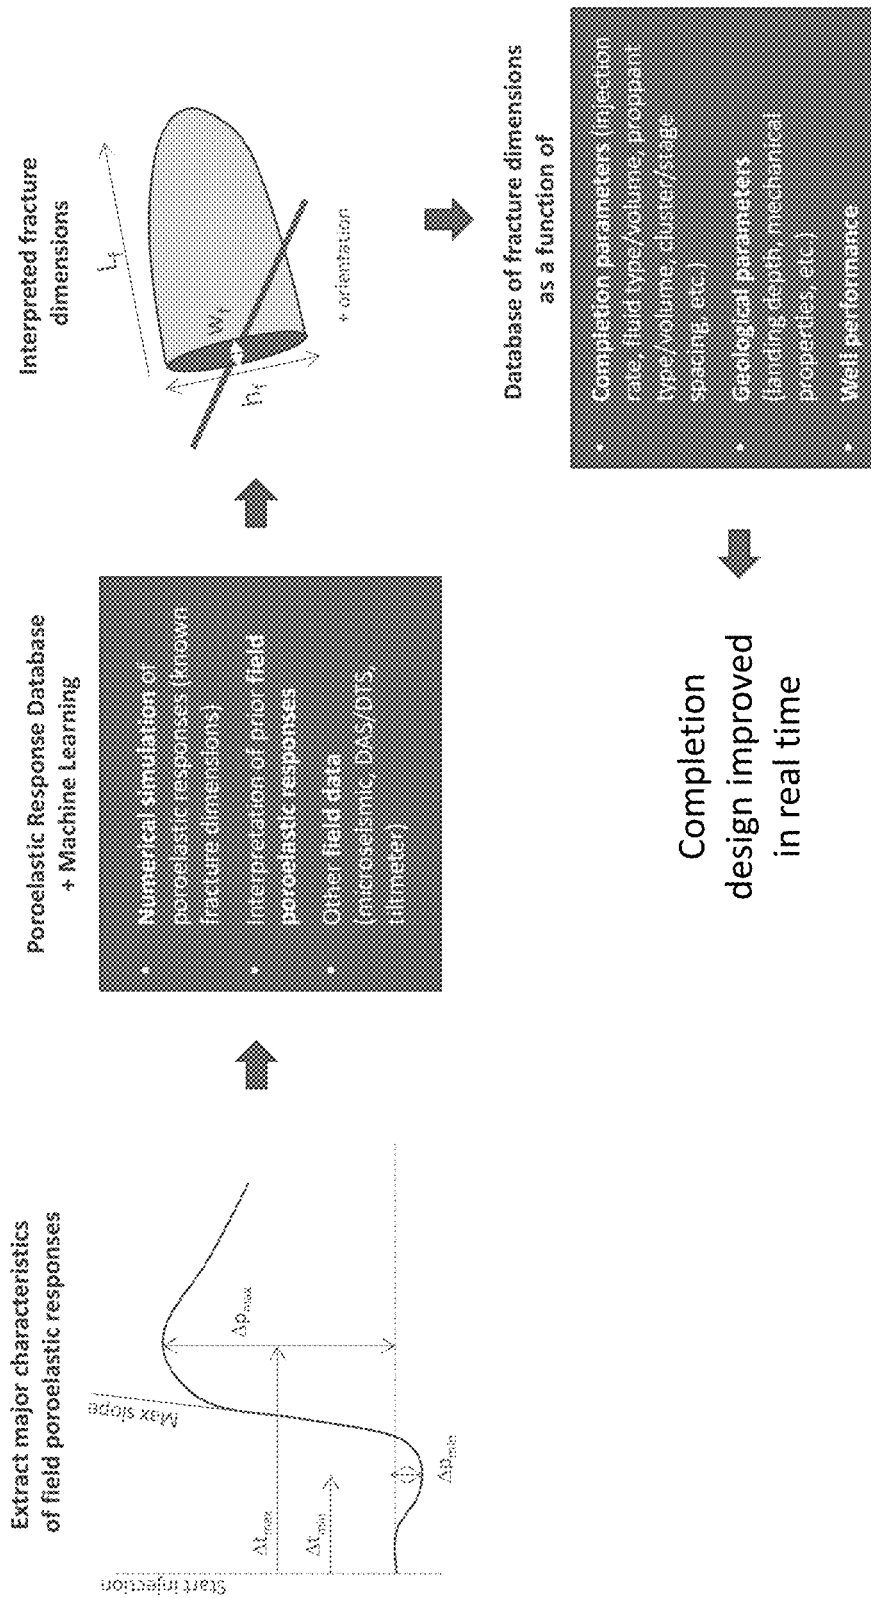 Extract major characteristics
of field poroelastic responses
Start injection
Max slope
Δt_max
Δt_min
Δp_max
Δp_min
Poroelastic Response Database
+ Machine Learning
• Numerical simulation of
poroelastic responses (known
fracture dimensions)
• Interpretation of prior field
poroelastic responses
• Other field data
(microseismic, DAS/DTS,
tiltmeter)
Interpreted fracture
dimensions
L_f
w_f
h_f
+ orientation
Database of fracture dimensions
as a function of
• Completion parameters (injection
rate, fluid type/volume, proppant
type/volume, cluster/stage
spacing, etc.)
• Geological parameters
(landing depth, mechanical
properties, etc.)
• Well performance
Completion
design improved
in real time